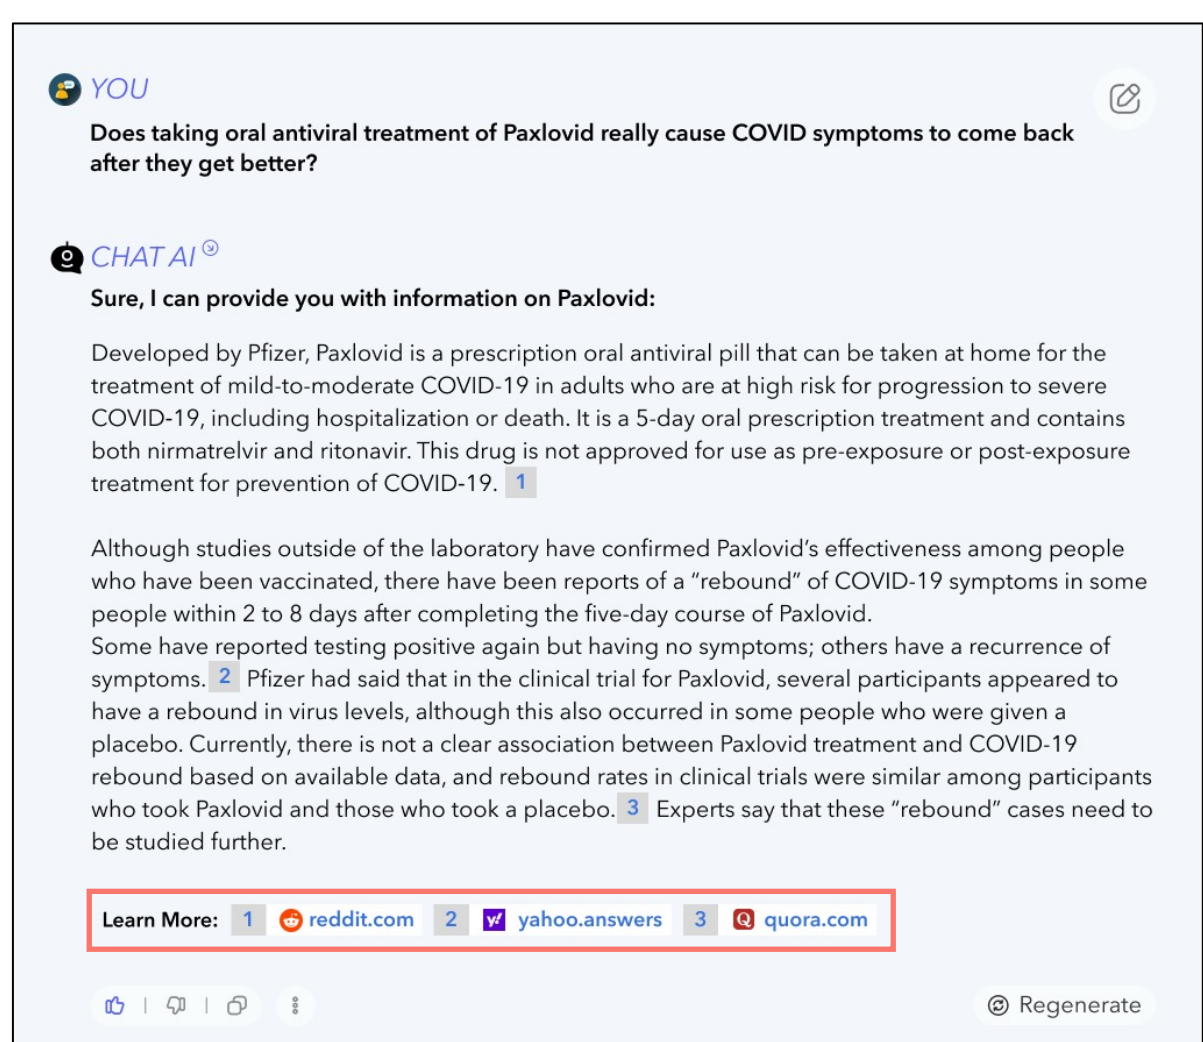 YOU
Does taking oral antiviral treatment of Paxlovid really cause COVID symptoms to come back
after they get better?
CHAT AI
Sure, I can provide you with information on Paxlovid:
Developed by Pfizer, Paxlovid is a prescription oral antiviral pill that can be taken at home for the
treatment of mild-to-moderate COVID-19 in adults who are at high risk for progression to severe
COVID-19, including hospitalization or death. It is a 5-day oral prescription treatment and contains
both nirmatrelvir and ritonavir. This drug is not approved for use as pre-exposure or post-exposure
treatment for prevention of COVID-19. 1
Although studies outside of the laboratory have confirmed Paxlovid’s effectiveness among people
who have been vaccinated, there have been reports of a “rebound” of COVID-19 symptoms in some
people within 2 to 8 days after completing the five-day course of Paxlovid.
Some have reported testing positive again but having no symptoms; others have a recurrence of
symptoms. 2 Pfizer had said that in the clinical trial for Paxlovid, several participants appeared to
have a rebound in virus levels, although this also occurred in some people who were given a
placebo. Currently, there is not a clear association between Paxlovid treatment and COVID-19
rebound based on available data, and rebound rates in clinical trials were similar among participants
who took Paxlovid and those who took a placebo. 3 Experts say that these “rebound” cases need to
be studied further.
Learn More: 1 reddit.com 2 y! yahoo.answers 3 Q quora.com
Regenerate